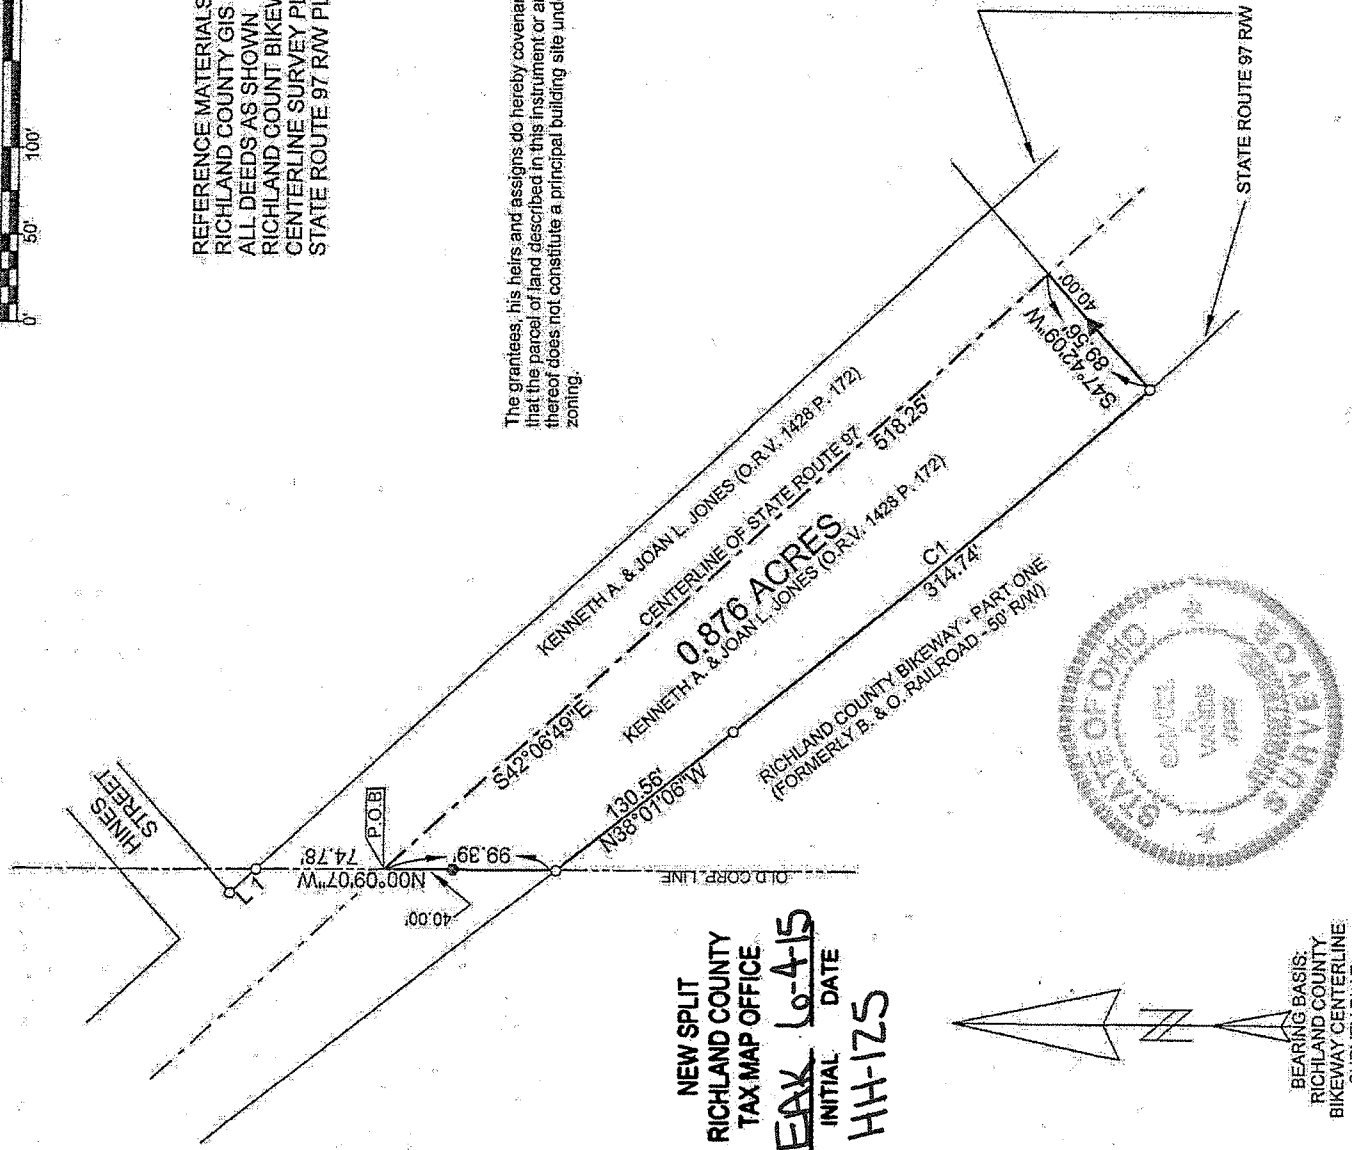 0'
50'
100'
REFERENCE MATERIALS
RICHLAND COUNTY GIS
ALL DEEDS AS SHOWN
RICHLAND COUNT BIKEW
CENTERLINE SURVEY PL
STATE ROUTE 97 R/W PL
The grantees, his heirs and assigns do hereby covenan
that the parcel of land described in this instrument or an
thereof does not constitute a principal building site und
zoning.
STATE ROUTE 97 R/W
STATE ROUTE 97 R/W
HINES
STREET
L1
74.78'
N00°09'07"W
P.O.B
99.39'
40.00'
OLD CORP. LINE
S42°06'49"E
KENNETH A. & JOAN L. JONES (O.R.V. 1428 P. 172)
CENTERLINE OF STATE ROUTE 97
518.25'
0.876 ACRES
KENNETH A. & JOAN L. JONES (O.R.V. 1428 P. 172)
40.00'
S47°42'09"W
89.56'
C1
314.74'
130.56'
N38°01'06"W
RICHLAND COUNTY BIKEWAY - PART ONE
(FORMERLY B. & O. RAILROAD - 50' R/W)
STATE OF OHIO
SURVEYOR
NEW SPLIT
RICHLAND COUNTY
TAX MAP OFFICE
EAK 6-4-15
INITIAL DATE
HH-125
N
BEARING BASIS:
RICHLAND COUNTY
BIKEWAY CENTERLINE